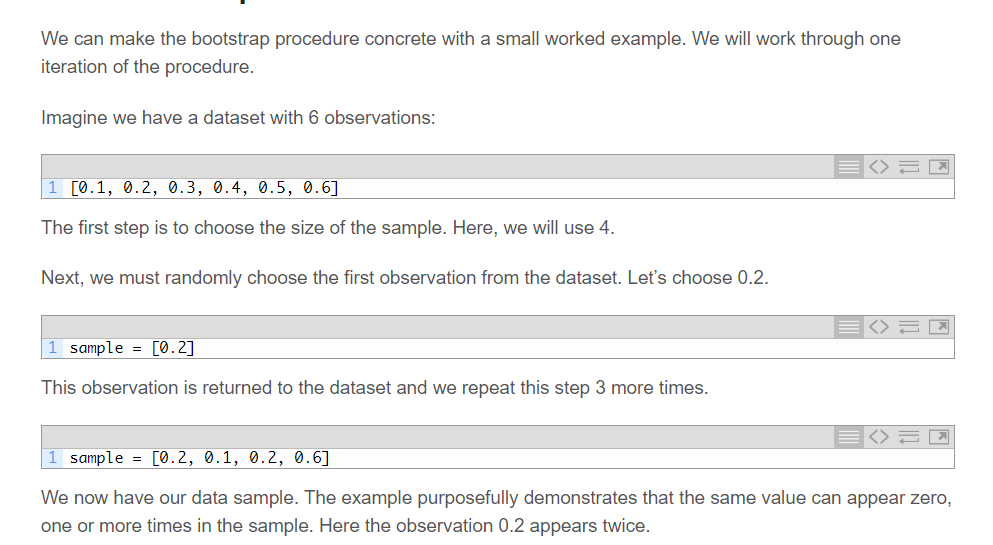 We can make the bootstrap procedure concrete with a small worked example. We will work through one
iteration of the procedure.
Imagine we have a dataset with 6 observations:
1 [0.1, 0.2, 0.3, 0.4, 0.5, 0.6]
The first step is to choose the size of the sample. Here, we will use 4.
Next, we must randomly choose the first observation from the dataset. Let’s choose 0.2.
1 sample = [0.2]
This observation is returned to the dataset and we repeat this step 3 more times.
1 sample = [0.2, 0.1, 0.2, 0.6]
We now have our data sample. The example purposefully demonstrates that the same value can appear zero,
one or more times in the sample. Here the observation 0.2 appears twice.